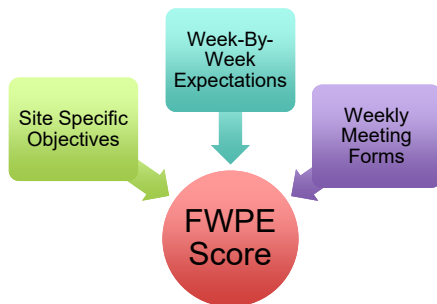 Site Specific
Objectives
Week-By-
Week
Expectations
Weekly
Meeting
Forms
FWPE
Score